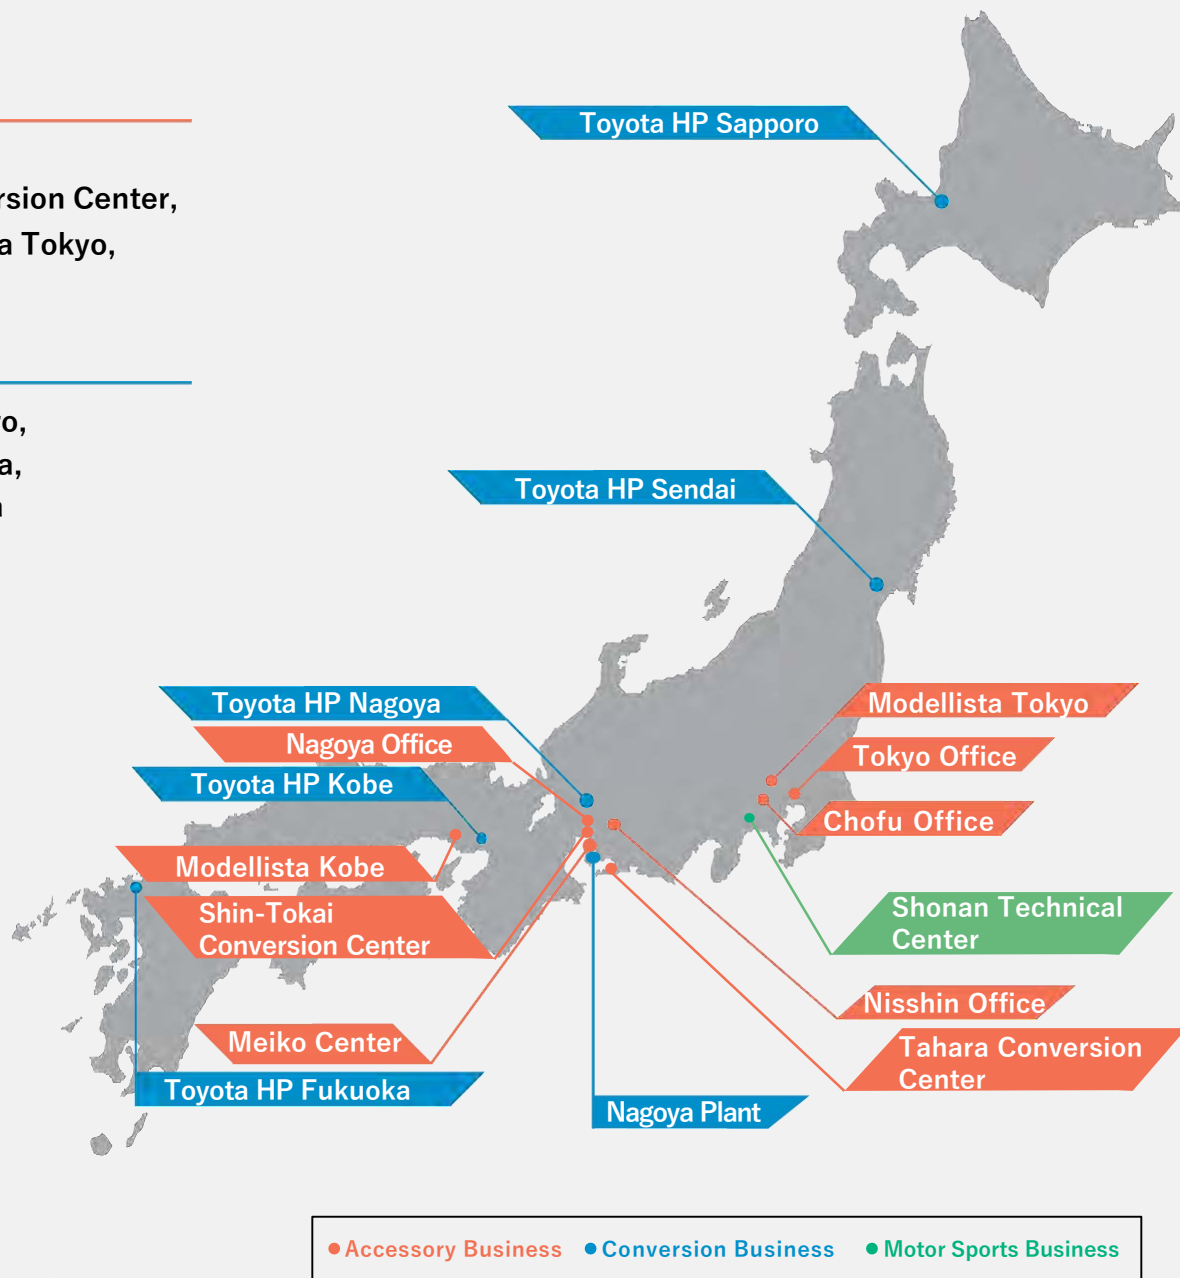 rsion Center,
a Tokyo,
o,
a,
Toyota HP Sapporo
Toyota HP Sendai
Toyota HP Nagoya
Nagoya Office
Toyota HP Kobe
Modellista Kobe
Shin-Tokai
Conversion Center
Meiko Center
Toyota HP Fukuoka
Nagoya Plant
Modellista Tokyo
Tokyo Office
Chofu Office
Shonan Technical
Center
Nisshin Office
Tahara Conversion
Center
Accessory Business
Conversion Business
Motor Sports Business